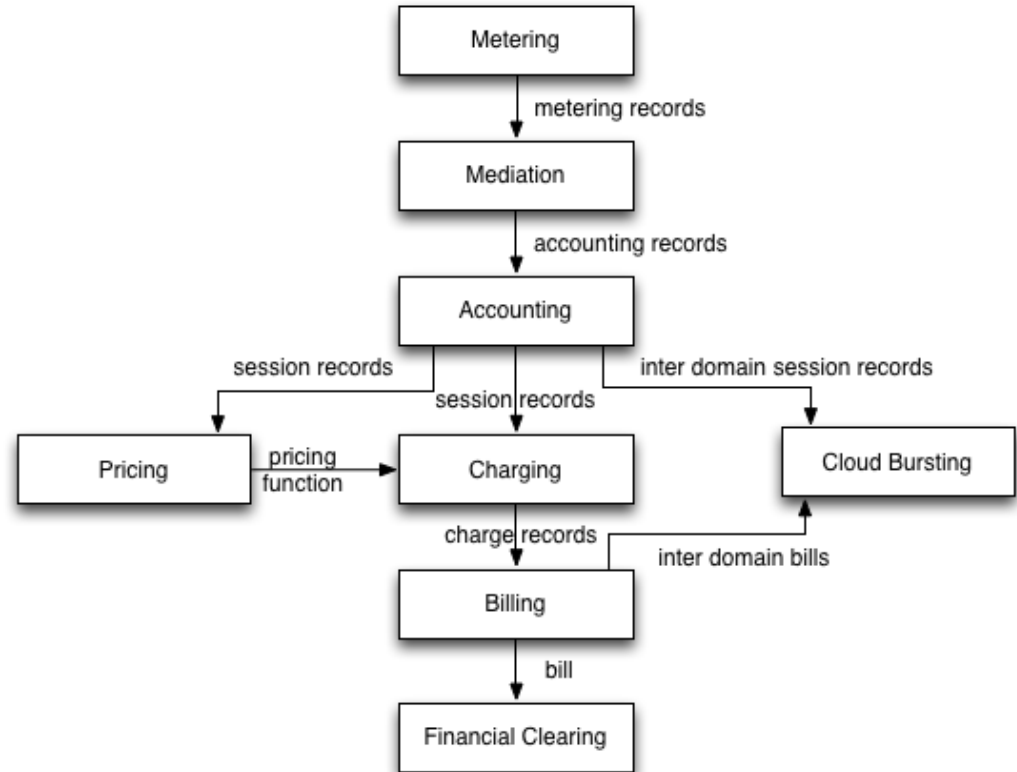 Metering
metering records
Mediation
accounting records
Accounting
session records
inter domain session records
session records
Pricing
pricing
function
Charging
Cloud Bursting
charge records
inter domain bills
Billing
bill
Financial Clearing